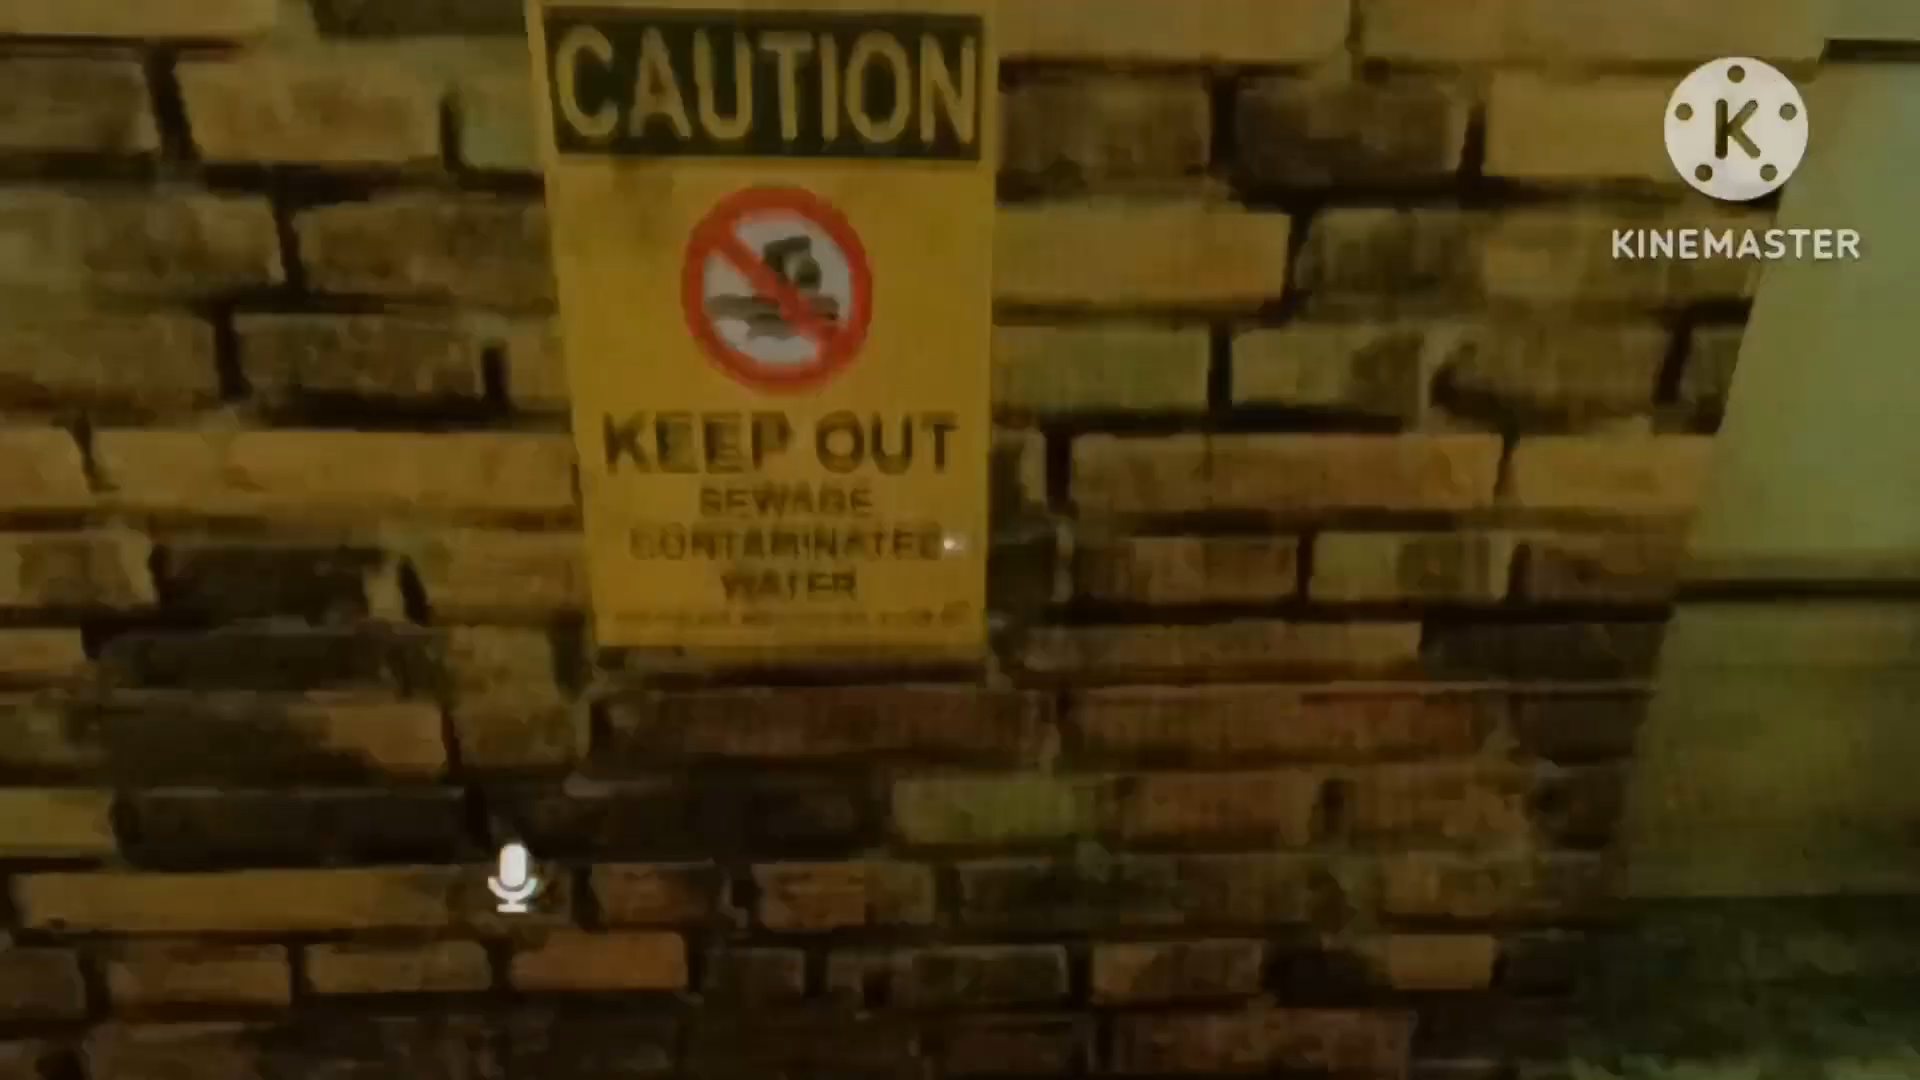 CAUTION
KEEP OUT
SEWAGE
CONTAMINATED
WATER
K
KINEMASTER